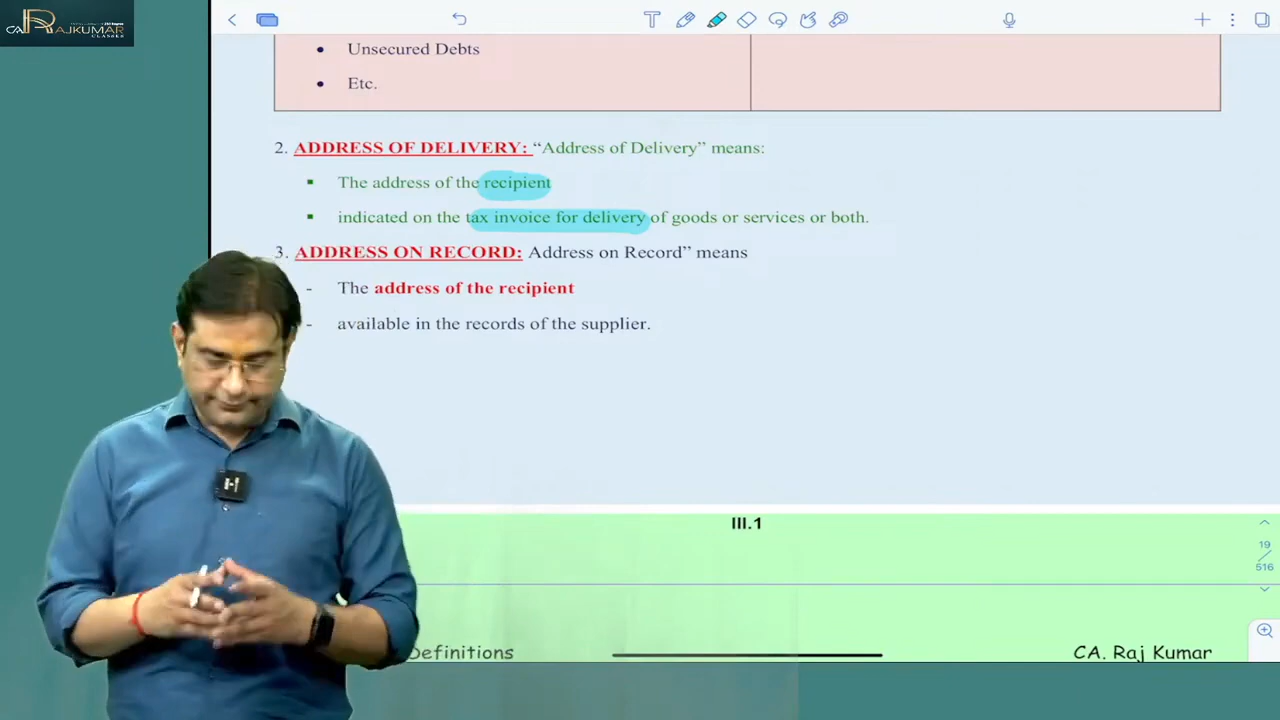 CA RAJKUMAR
CLASSES
• Unsecured Debts
• Etc.
2. ADDRESS OF DELIVERY: “Address of Delivery” means:
▪ The address of the recipient
▪ indicated on the tax invoice for delivery of goods or services or both.
3. ADDRESS ON RECORD: Address on Record” means
- The address of the recipient
- available in the records of the supplier.
III.1
19
/
516
Definitions
CA. Raj Kumar